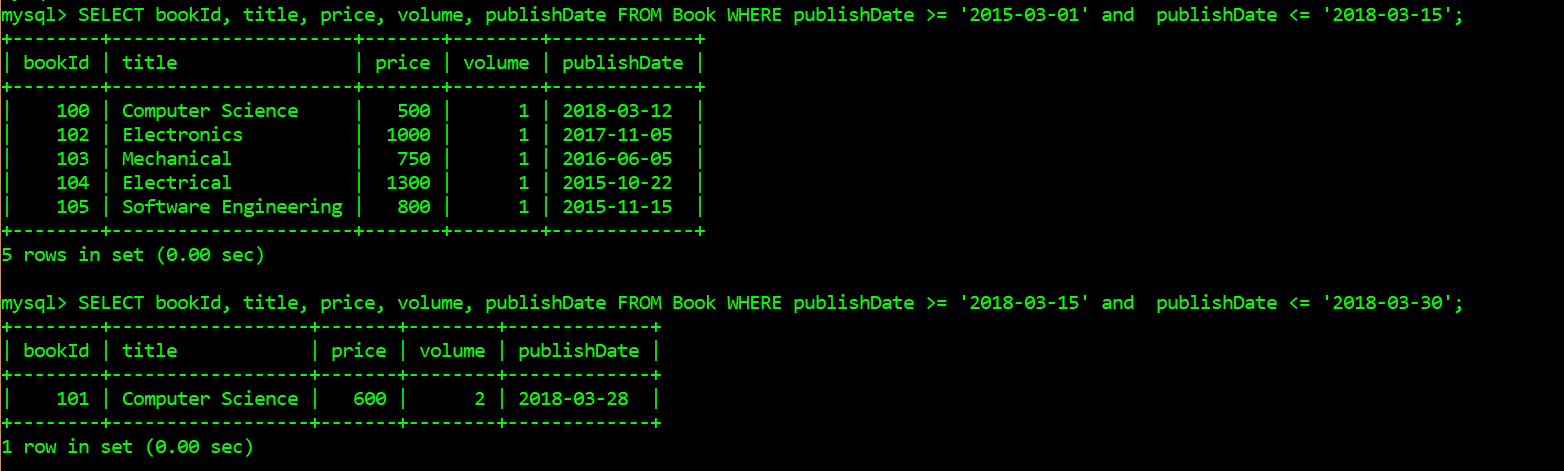 mysql> SELECT bookId, title, price, volume, publishDate FROM Book WHERE publishDate >= '2015-03-01' and  publishDate <= '2018-03-15';
+--------+----------------------+-------+--------+-------------+
| bookId | title                | price | volume | publishDate |
+--------+----------------------+-------+--------+-------------+
|    100 | Computer Science     |   500 |      1 | 2018-03-12  |
|    102 | Electronics          |  1000 |      1 | 2017-11-05  |
|    103 | Mechanical           |   750 |      1 | 2016-06-05  |
|    104 | Electrical           |  1300 |      1 | 2015-10-22  |
|    105 | Software Engineering |   800 |      1 | 2015-11-15  |
+--------+----------------------+-------+--------+-------------+
5 rows in set (0.00 sec)

mysql> SELECT bookId, title, price, volume, publishDate FROM Book WHERE publishDate >= '2018-03-15' and  publishDate <= '2018-03-30';
+--------+------------------+-------+--------+-------------+
| bookId | title            | price | volume | publishDate |
+--------+------------------+-------+--------+-------------+
|    101 | Computer Science |   600 |      2 | 2018-03-28  |
+--------+------------------+-------+--------+-------------+
1 row in set (0.00 sec)